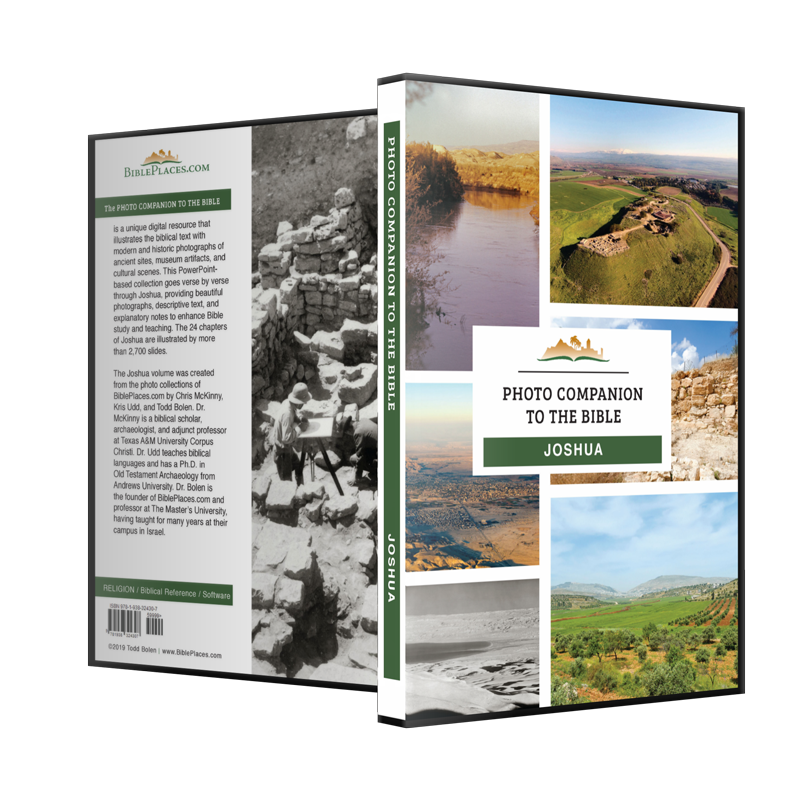 BIBLEPLACES.COM
The PHOTO COMPANION TO THE BIBLE
is a unique digital resource that
illustrates the biblical text with
modern and historic photographs of
ancient sites, museum artifacts, and
cultural scenes. This PowerPoint-
based collection goes verse by verse
through Joshua, providing beautiful
photographs, descriptive text, and
explanatory notes to enhance Bible
study and teaching. The 24 chapters
of Joshua are illustrated by more
than 2,700 slides.
The Joshua volume was created
from the photo collections of
BiblePlaces.com by Chris McKinny,
Kris Udd, and Todd Bolen. Dr.
McKinny is a biblical scholar,
archaeologist, and adjunct professor
at Texas A&M University Corpus
Christi. Dr. Udd teaches biblical
languages and has a Ph.D. in
Old Testament Archaeology from
Andrews University. Dr. Bolen is
the founder of BiblePlaces.com and
professor at The Master's University,
having taught for many years at their
campus in Israel.
RELIGION / Biblical Reference / Software
©2019 Todd Bolen | www.BiblePlaces.com
PHOTO COMPANION TO THE BIBLE
JOSHUA
PHOTO COMPANION
TO THE BIBLE
JOSHUA